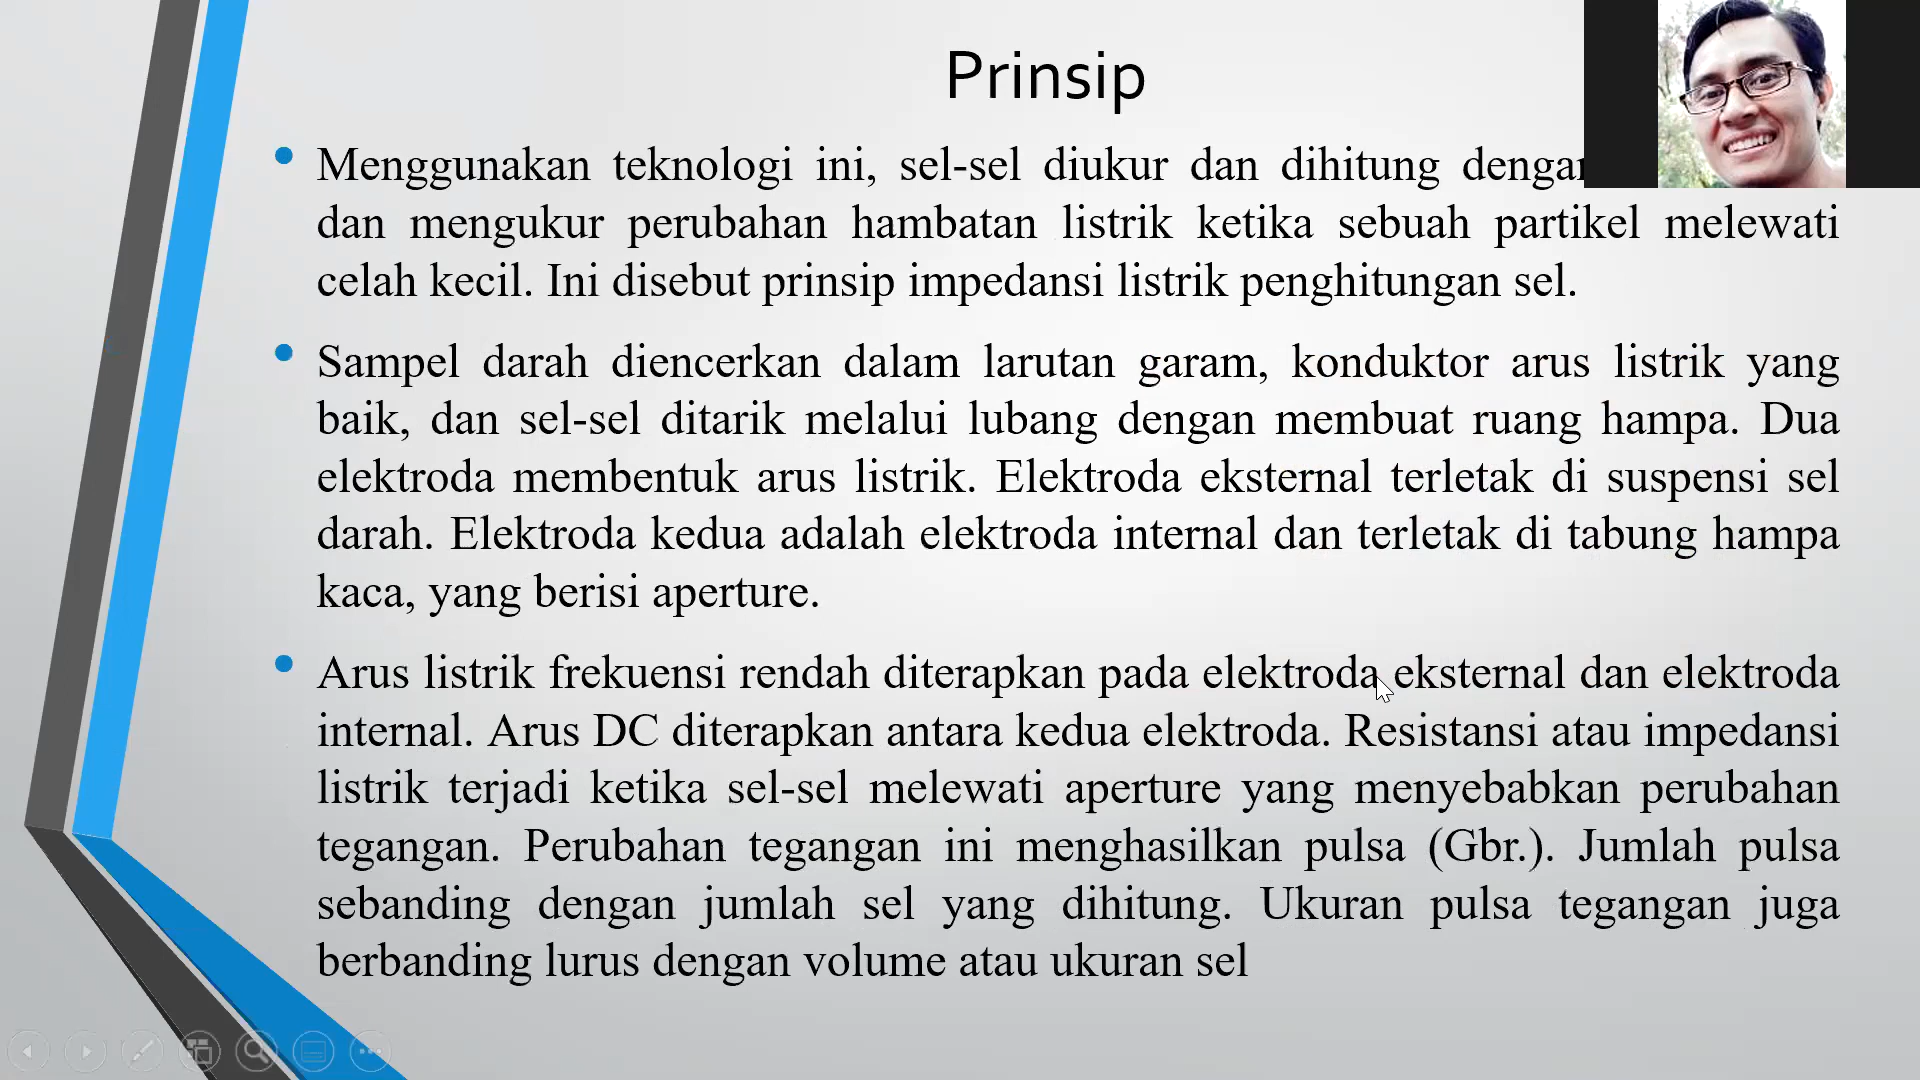 Prinsip
• Menggunakan teknologi ini, sel-sel diukur dan dihitung dengan
dan mengukur perubahan hambatan listrik ketika sebuah partikel melewati
celah kecil. Ini disebut prinsip impedansi listrik penghitungan sel.
• Sampel darah diencerkan dalam larutan garam, konduktor arus listrik yang
baik, dan sel-sel ditarik melalui lubang dengan membuat ruang hampa. Dua
elektroda membentuk arus listrik. Elektroda eksternal terletak di suspensi sel
darah. Elektroda kedua adalah elektroda internal dan terletak di tabung hampa
kaca, yang berisi aperture.
• Arus listrik frekuensi rendah diterapkan pada elektroda eksternal dan elektroda
internal. Arus DC diterapkan antara kedua elektroda. Resistansi atau impedansi
listrik terjadi ketika sel-sel melewati aperture yang menyebabkan perubahan
tegangan. Perubahan tegangan ini menghasilkan pulsa (Gbr.). Jumlah pulsa
sebanding dengan jumlah sel yang dihitung. Ukuran pulsa tegangan juga
berbanding lurus dengan volume atau ukuran sel